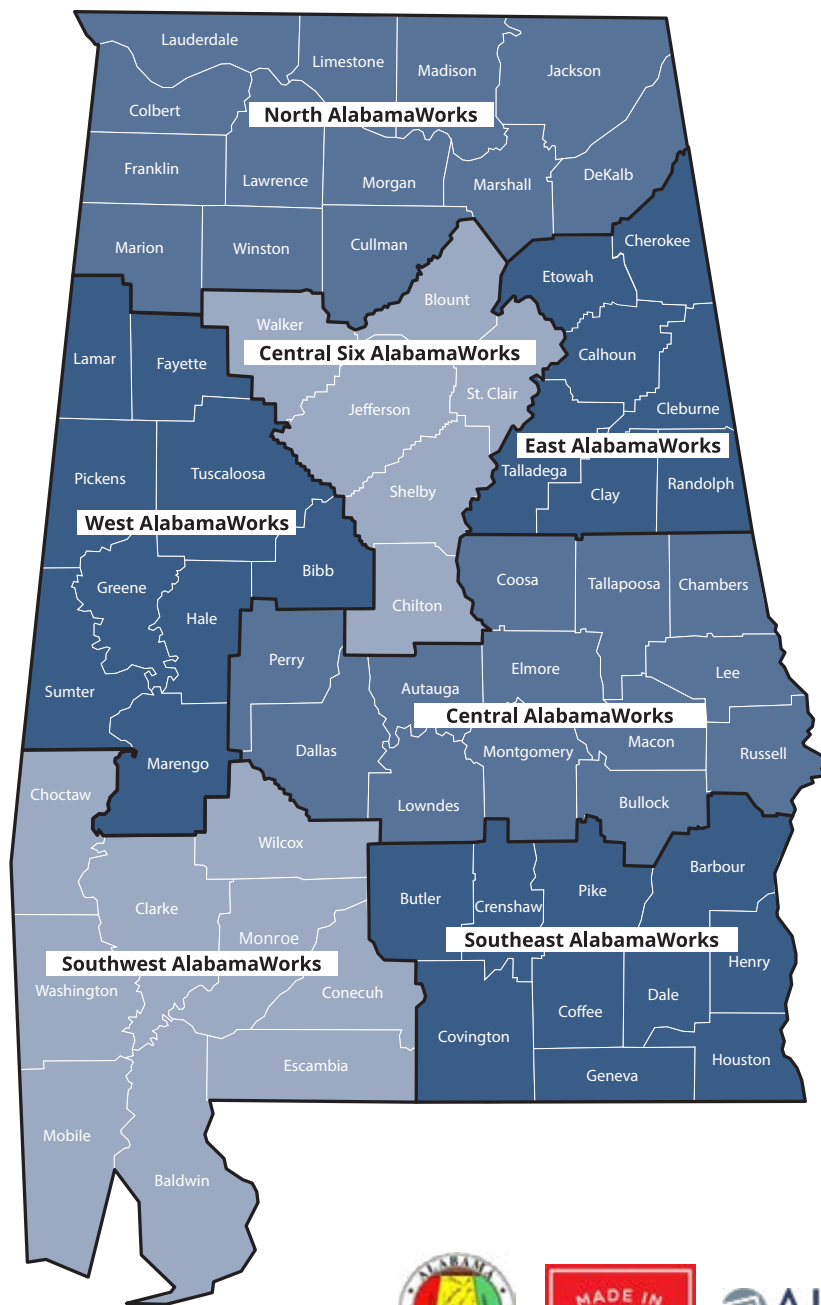 Lauderdale
Limestone
Madison
Jackson
Colbert
North AlabamaWorks
Franklin
Lawrence
Morgan
Marshall
DeKalb
Marion
Winston
Cullman
Cherokee
Etowah
Blount
Walker
Central Six AlabamaWorks
Lamar
Fayette
Calhoun
Jefferson
St. Clair
Cleburne
East AlabamaWorks
Pickens
Tuscaloosa
Talladega
Randolph
Shelby
Clay
West AlabamaWorks
Bibb
Greene
Coosa
Tallapoosa
Chambers
Chilton
Hale
Perry
Elmore
Lee
Sumter
Autauga
Central AlabamaWorks
Macon
Dallas
Montgomery
Russell
Marengo
Choctaw
Lowndes
Bullock
Wilcox
Barbour
Butler
Crenshaw
Pike
Clarke
Monroe
Southeast AlabamaWorks
Southwest AlabamaWorks
Henry
Washington
Conecuh
Dale
Coffee
Covington
Escambia
Houston
Geneva
Mobile
Baldwin
ALABAMA
MADE IN